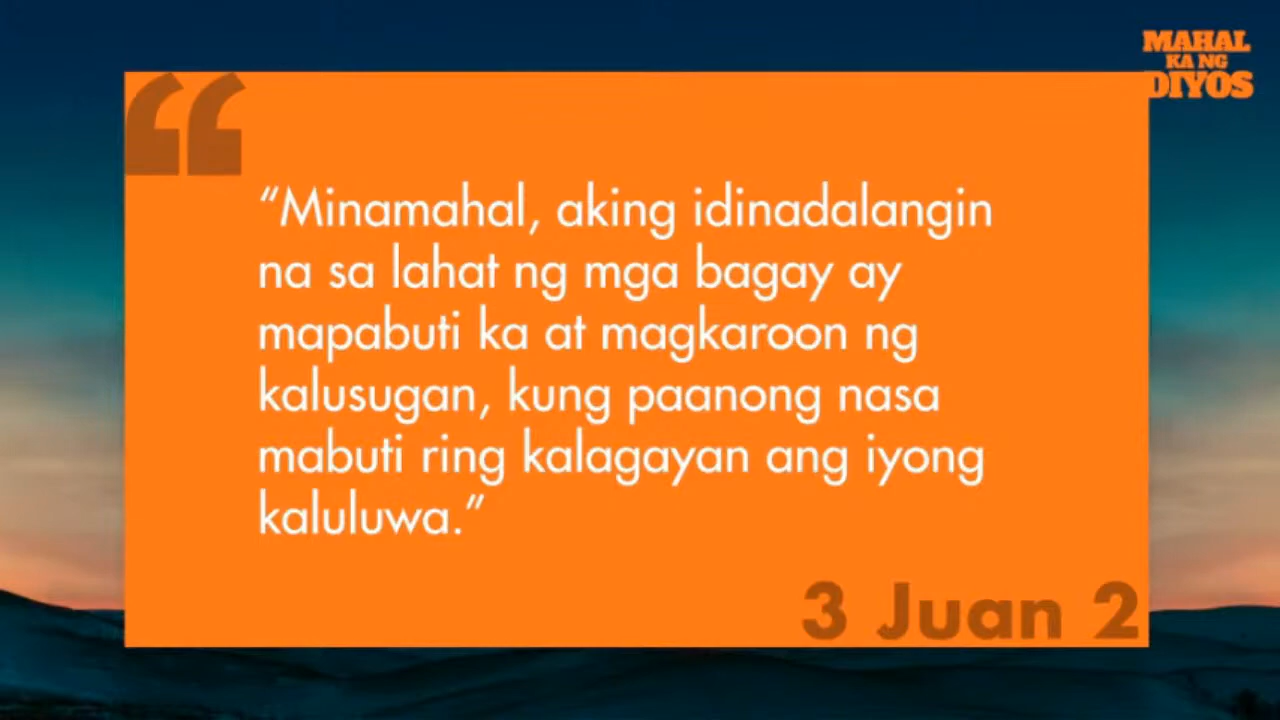 MAHAL
KA NG
DIYOS
“Minamahal, aking idinadalangin
na sa lahat ng mga bagay ay
mapabuti ka at magkaroon ng
kalusugan, kung paanong nasa
mabuti ring kalagayan ang iyong
kaluluwa.”
3 Juan 2